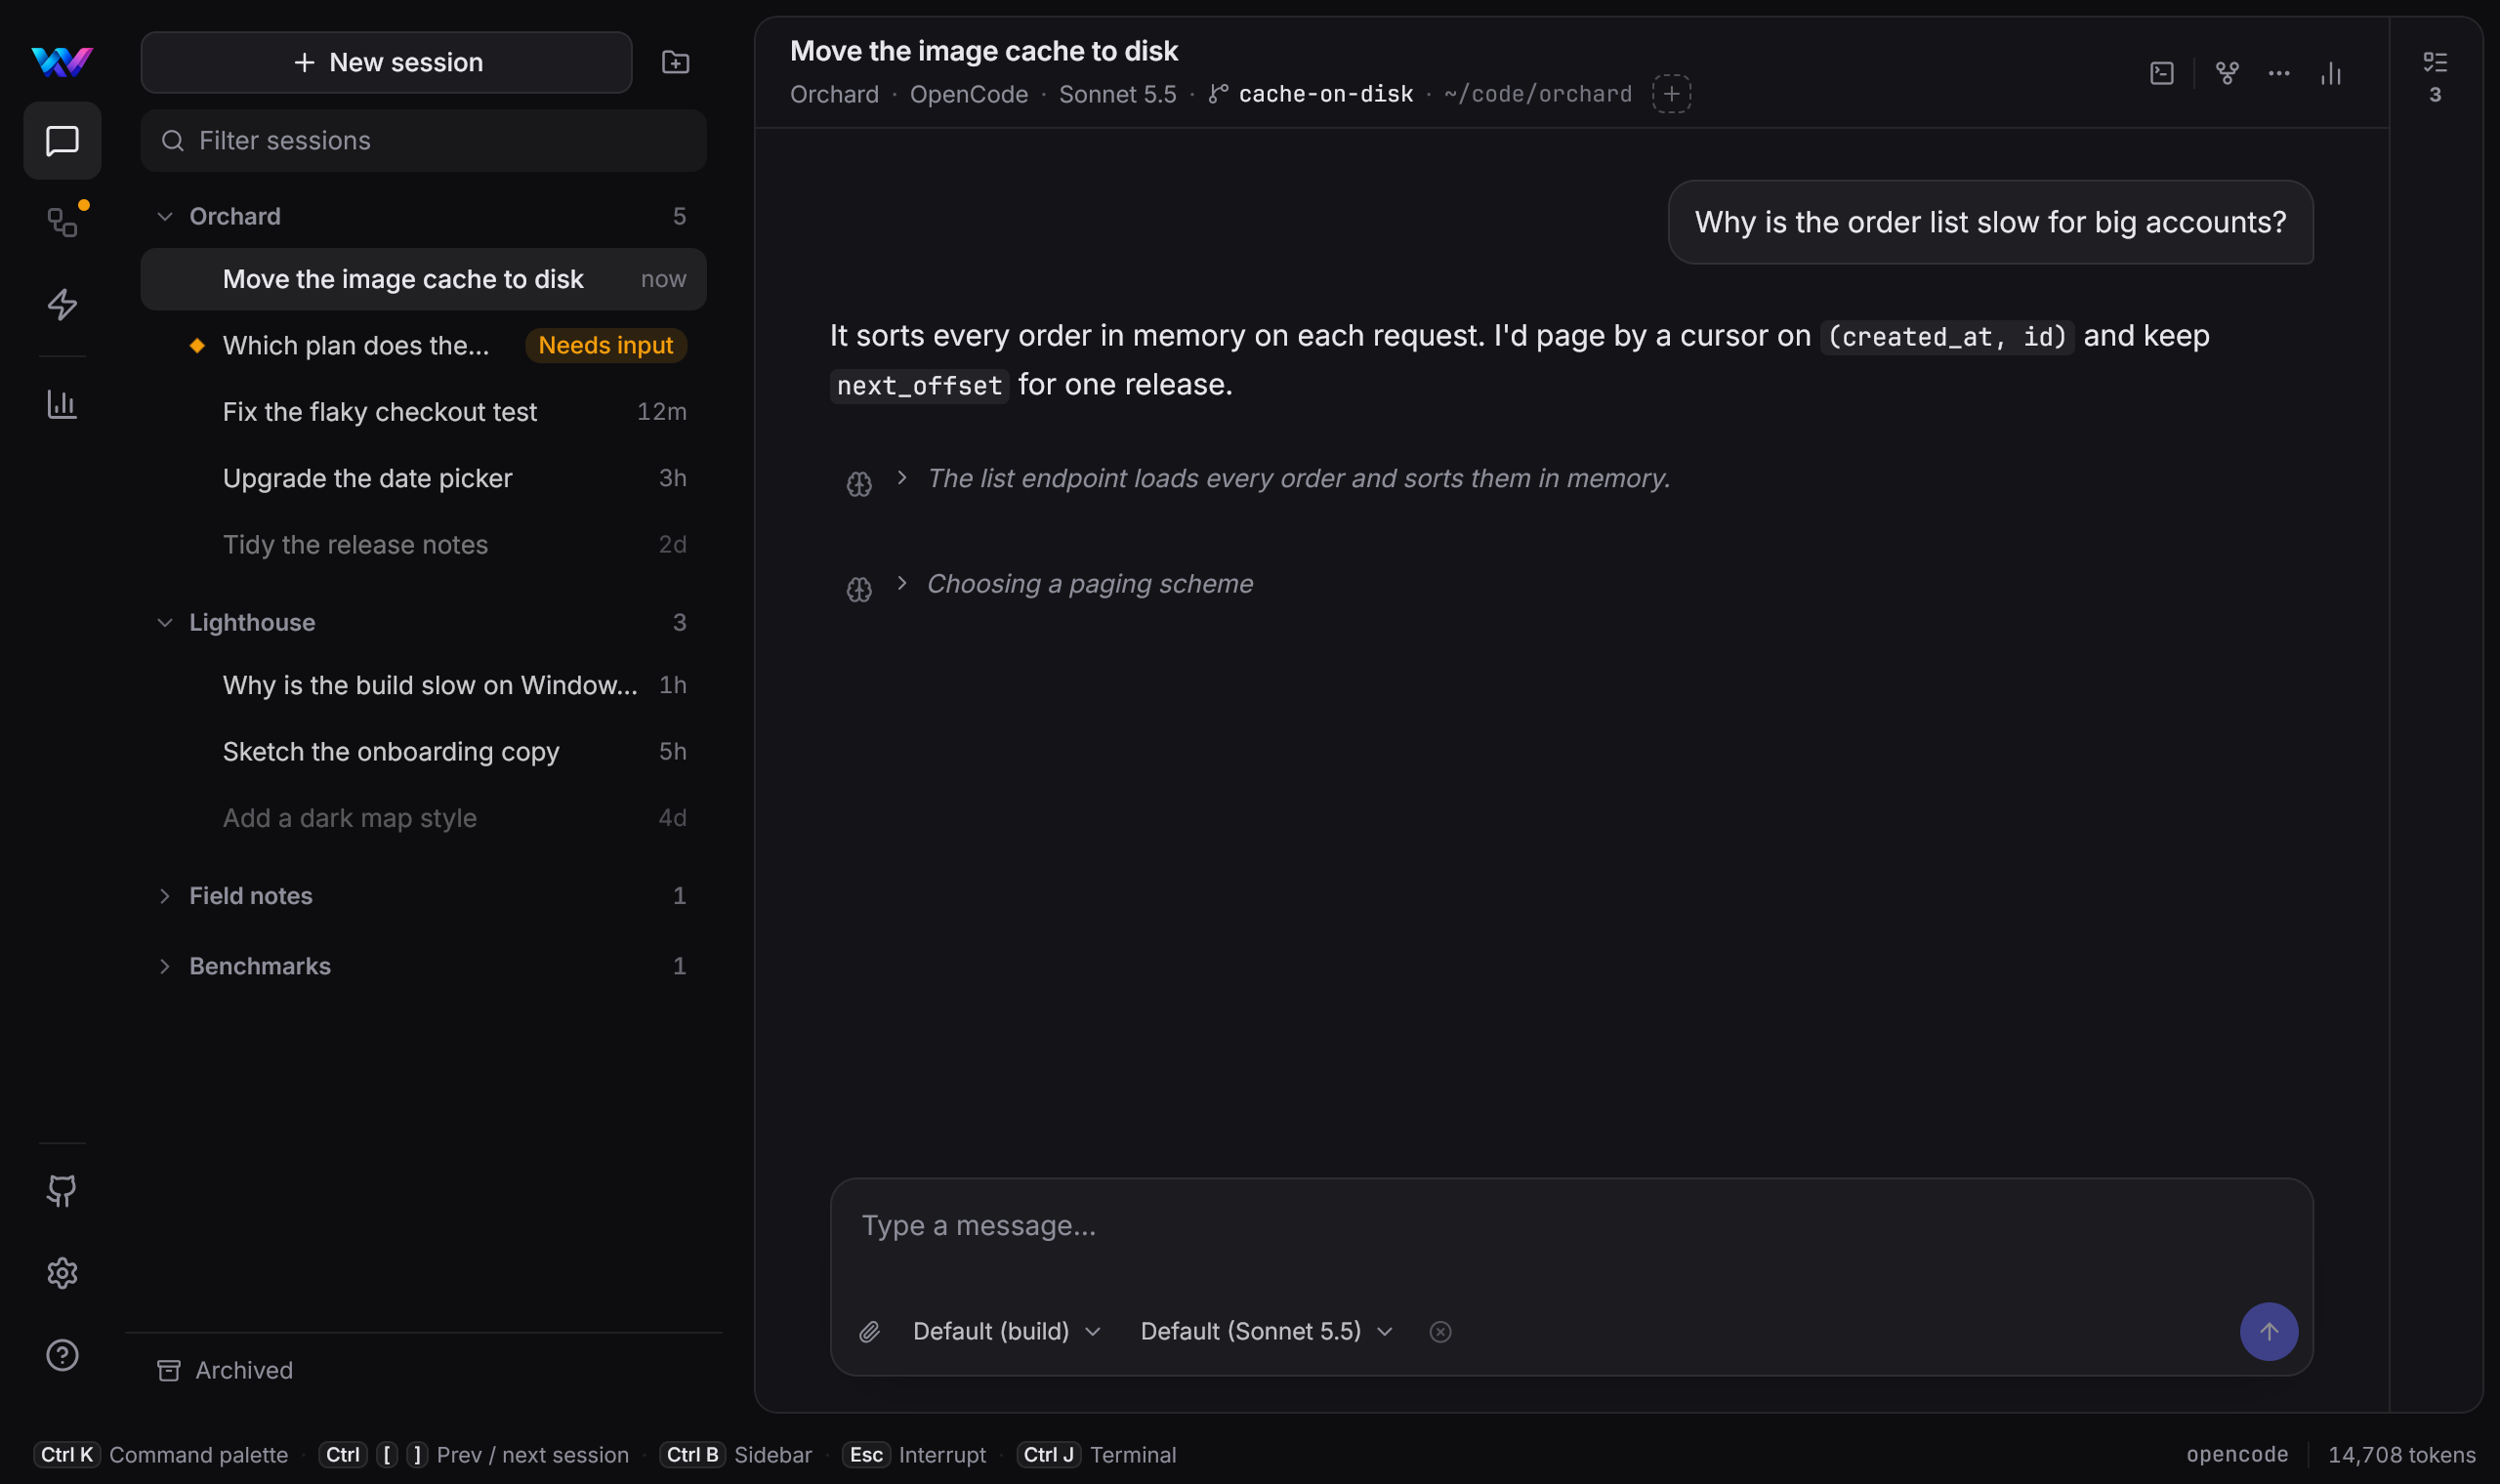 New session
Filter sessions
Orchard 5
Move the image cache to disk now
Which plan does the... Needs input
Fix the flaky checkout test 12m
Upgrade the date picker 3h
Tidy the release notes 2d
Lighthouse 3
Why is the build slow on Window... 1h
Sketch the onboarding copy 5h
Add a dark map style 4d
Field notes 1
Benchmarks 1
Archived
Move the image cache to disk
Orchard · OpenCode · Sonnet 5.5 · cache-on-disk · ~/code/orchard
3
Why is the order list slow for big accounts?
It sorts every order in memory on each request. I'd page by a cursor on (created_at, id) and keep
next_offset for one release.
The list endpoint loads every order and sorts them in memory.
Choosing a paging scheme
Type a message...
Default (build) Default (Sonnet 5.5)
Ctrl K Command palette · Ctrl [ ] Prev / next session · Ctrl B Sidebar · Esc Interrupt · Ctrl J Terminal
opencode 14,708 tokens